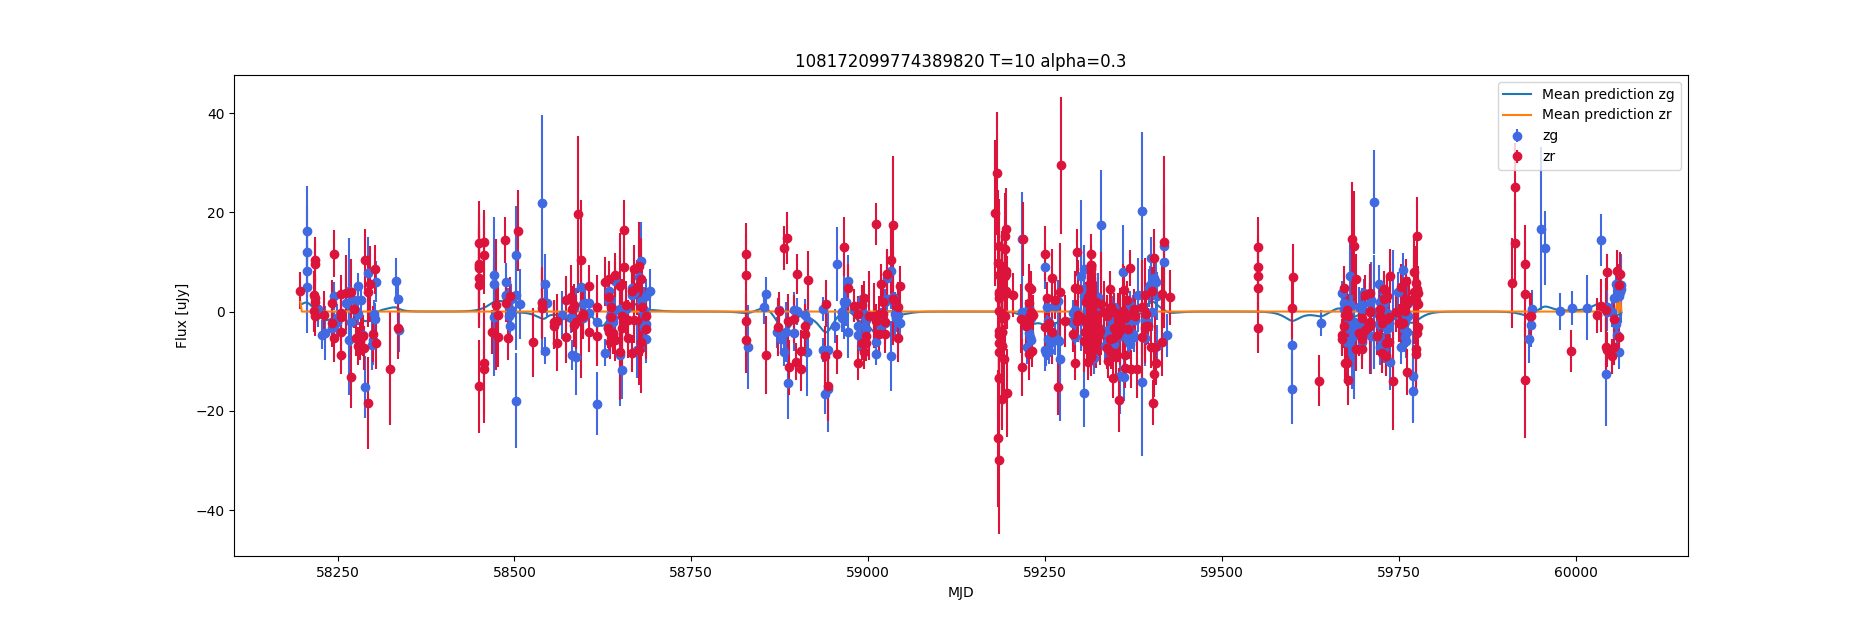 108172099774389820 T=10 alpha=0.3
Mean prediction zg
Mean prediction zr
zg
zr
40
20
0
−20
−40
Flux [uJy]
58250 58500 58750 59000 59250 59500 59750 60000
MJD